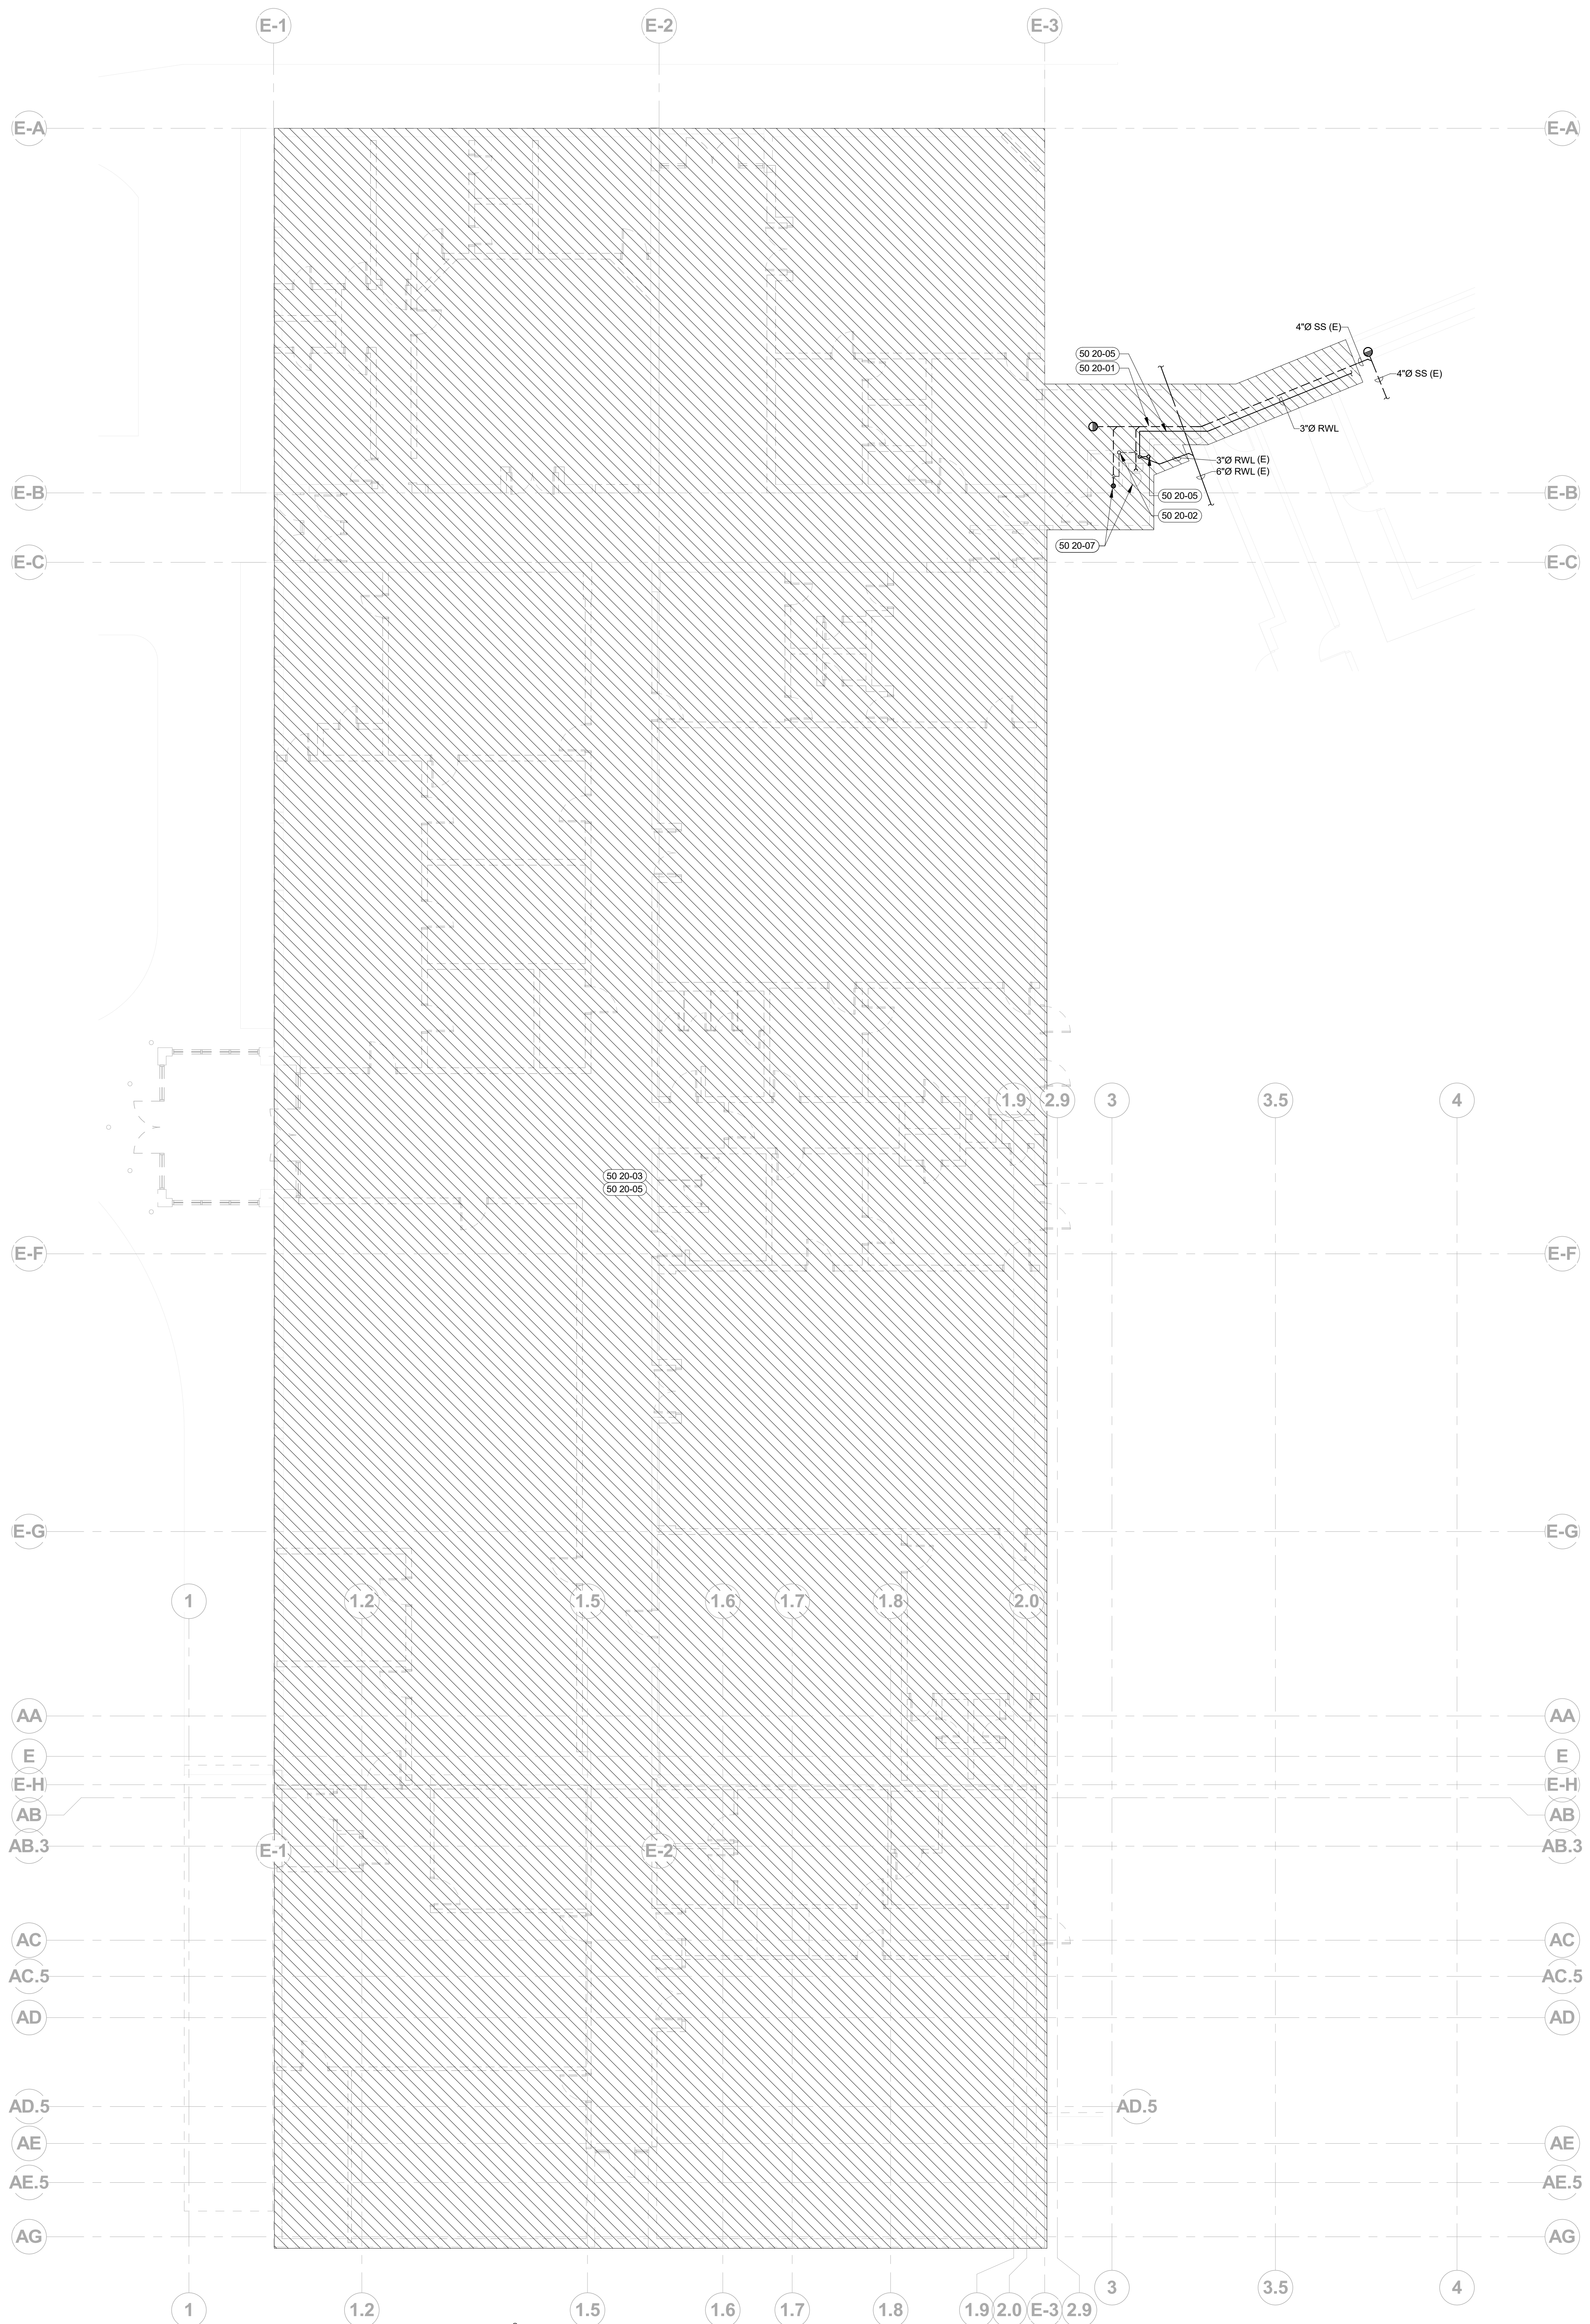 E-1 E-2 E-3
E-A E-A
4"Ø SS (E)
50 20-05
50 20-01
4"Ø SS (E)
3"Ø RWL
3"Ø RWL (E)
6"Ø RWL (E)
E-B E-B
50 20-05
50 20-02
50 20-07
E-C E-C
1.9 2.9 3 3.5 4
50 20-03
50 20-05
E-F E-F
E-G E-G
1 1.2 1.5 1.6 1.7 1.8 2.0
AA AA
E E
E-H E-H
AB AB
AB.3 E-1 E-2 AB.3
AC AC
AC.5 AC.5
AD AD
AD.5 AD.5
AE AE
AE.5 AE.5
AG AG
3 3.5 4
1 1.2 1.5 1.6 1.7 1.8 1.9 2.0 E-3 2.9